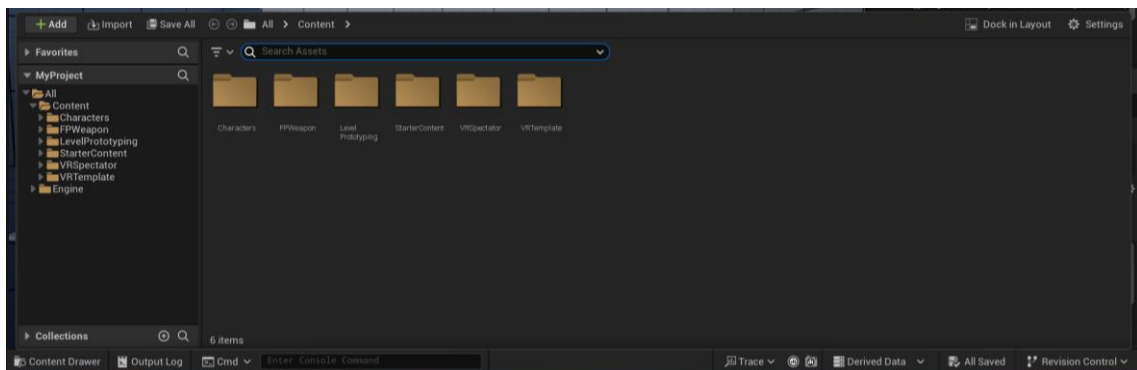 + Add Import Save All All > Content > Dock in Layout Settings
Favorites
Search Assets
MyProject
All
Content
Characters
FPWeapon
LevelPrototyping
StarterContent
VRSpectator
VRTemplate
Engine
Characters FPWeapon Level Prototyping StarterContent VRSpectator VRTemplate
Collections
6 items
Content Drawer Output Log Cmd Enter Console Command Trace Derived Data All Saved Revision Control